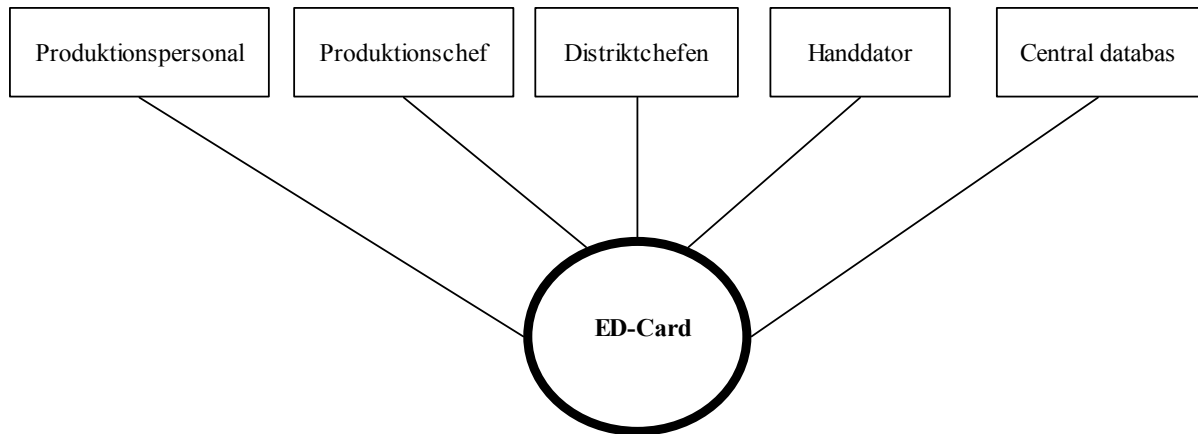 Produktionspersonal
Produktionschef
Distriktchefen
Handdator
Central databas
ED-Card